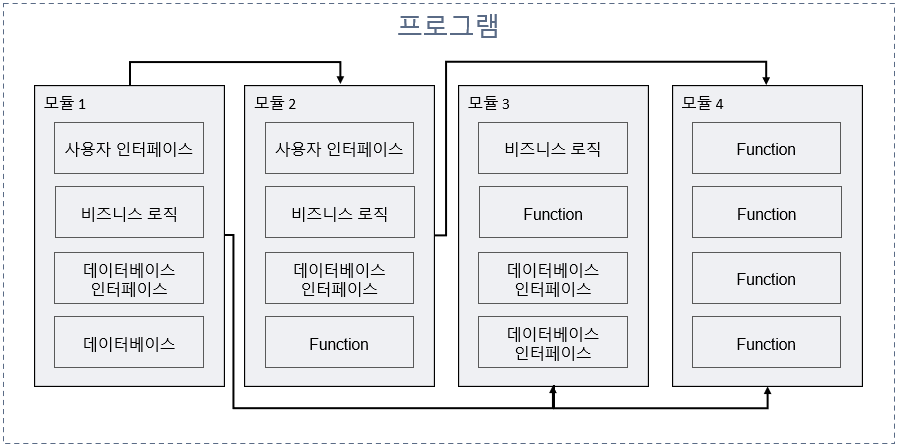 프로그램
모듈 1
사용자 인터페이스
비즈니스 로직
데이터베이스
인터페이스
데이터베이스
모듈 2
사용자 인터페이스
비즈니스 로직
데이터베이스
인터페이스
Function
모듈 3
비즈니스 로직
Function
데이터베이스
인터페이스
데이터베이스
인터페이스
모듈 4
Function
Function
Function
Function